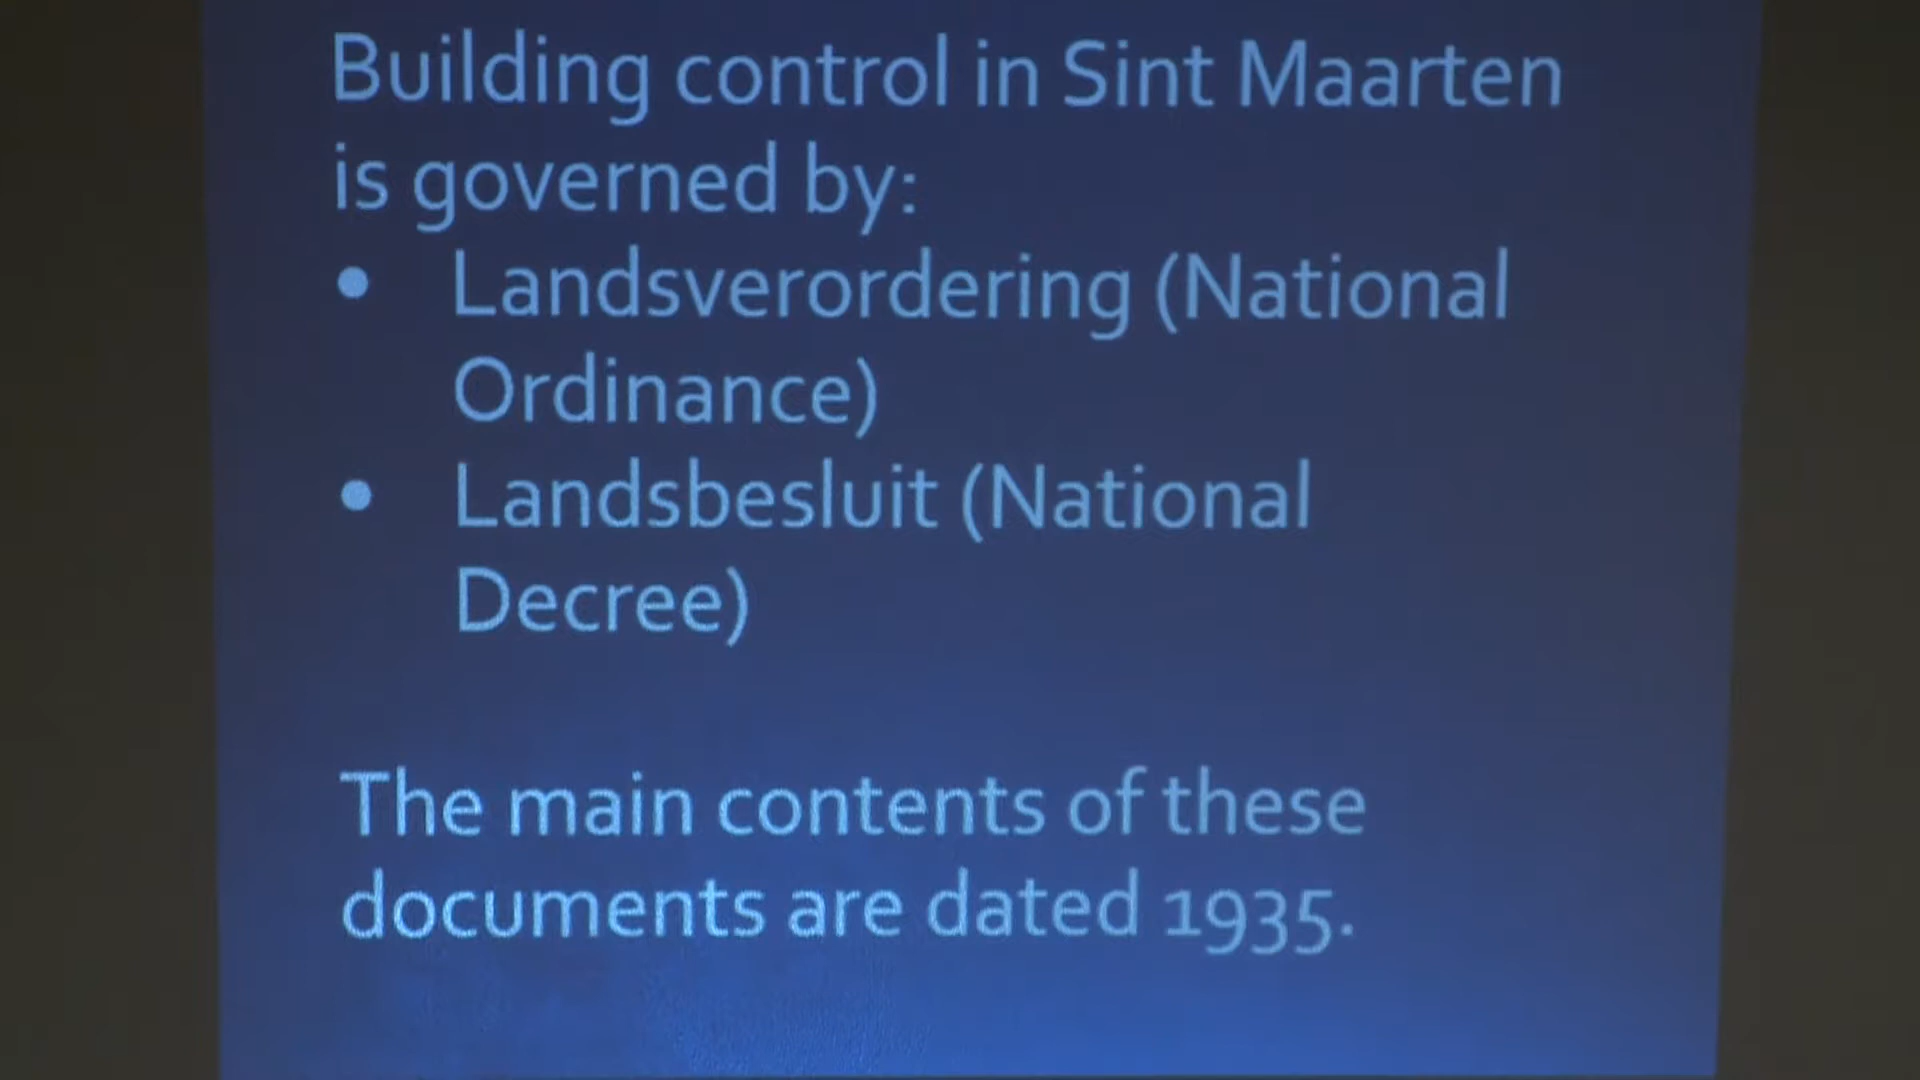 Building control in Sint Maarten
is governed by:
• Landsverordering (National
Ordinance)
• Landsbesluit (National
Decree)
The main contents of these
documents are dated 1935.